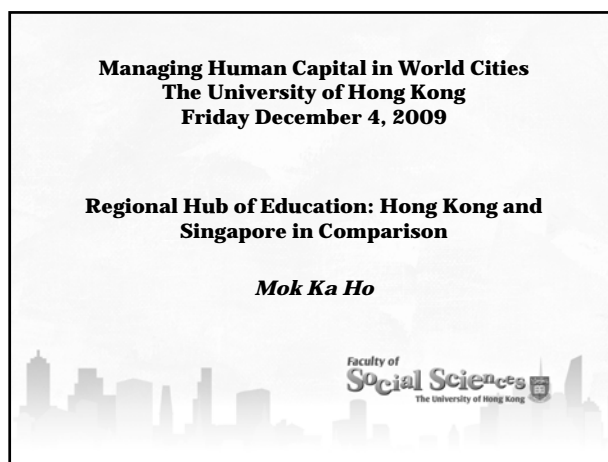 Managing Human Capital in World Cities
The University of Hong Kong
Friday December 4, 2009
Regional Hub of Education: Hong Kong and
Singapore in Comparison
Mok Ka Ho
Faculty of
Social Sciences
The University of Hong Kong